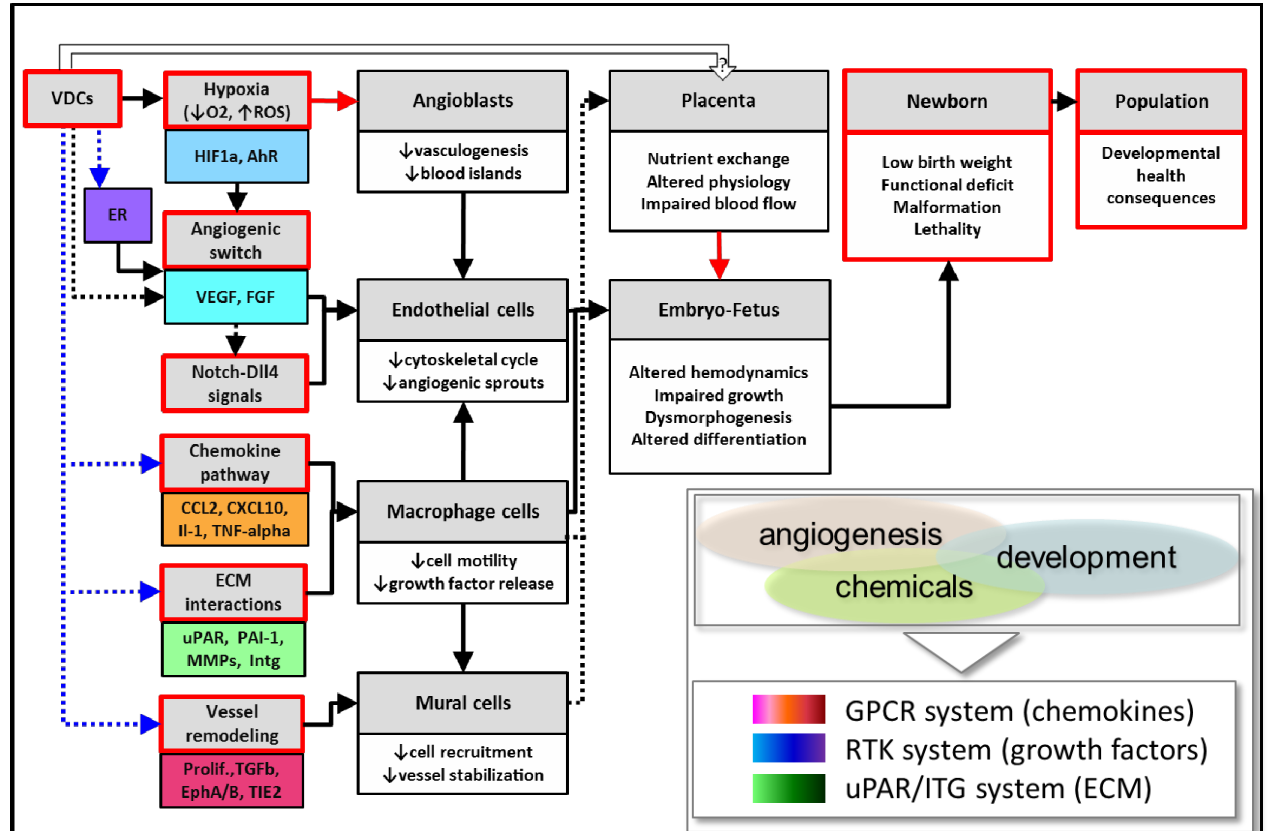 ?
VDCs
Hypoxia
(↓O2, ↑ROS)
HIF1a, AhR
ER
Angiogenic
switch
VEGF, FGF
Notch-Dll4
signals
Chemokine
pathway
CCL2, CXCL10,
Il-1, TNF-alpha
ECM
interactions
uPAR, PAI-1,
MMPs, Intg
Vessel
remodeling
Prolif.,TGFb,
EphA/B, TIE2
Angioblasts
↓vasculogenesis
↓blood islands
Endothelial cells
↓cytoskeletal cycle
↓angiogenic sprouts
Macrophage cells
↓cell motility
↓growth factor release
Mural cells
↓cell recruitment
↓vessel stabilization
Placenta
Nutrient exchange
Altered physiology
Impaired blood flow
Embryo-Fetus
Altered hemodynamics
Impaired growth
Dysmorphogenesis
Altered differentiation
Newborn
Low birth weight
Functional deficit
Malformation
Lethality
Population
Developmental
health
consequences
angiogenesis
development
chemicals
GPCR system (chemokines)
RTK system (growth factors)
uPAR/ITG system (ECM)